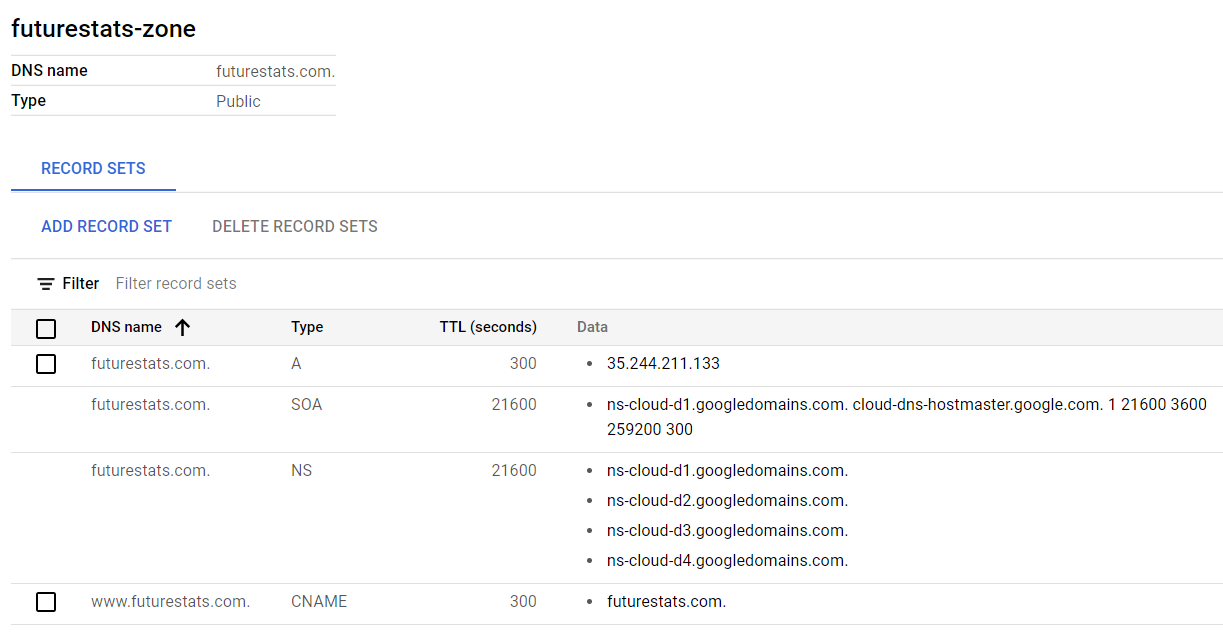 futurestats-zone
DNS name futurestats.com.
Type Public
RECORD SETS
ADD RECORD SET DELETE RECORD SETS
Filter Filter record sets
DNS name Type TTL (seconds) Data
futurestats.com. A 300 35.244.211.133
futurestats.com. SOA 21600 ns-cloud-d1.googledomains.com. cloud-dns-hostmaster.google.com. 1 21600 3600
259200 300
futurestats.com. NS 21600 ns-cloud-d1.googledomains.com.
ns-cloud-d2.googledomains.com.
ns-cloud-d3.googledomains.com.
ns-cloud-d4.googledomains.com.
www.futurestats.com. CNAME 300 futurestats.com.